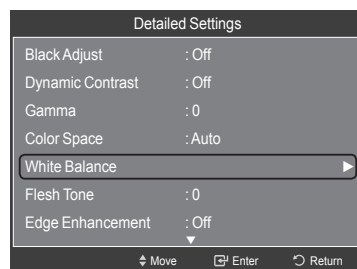 Detailed Settings
Black Adjust : Off
Dynamic Contrast : Off
Gamma : 0
Color Space : Auto
White Balance ▶
Flesh Tone : 0
Edge Enhancement : Off
▼
Move Enter Return